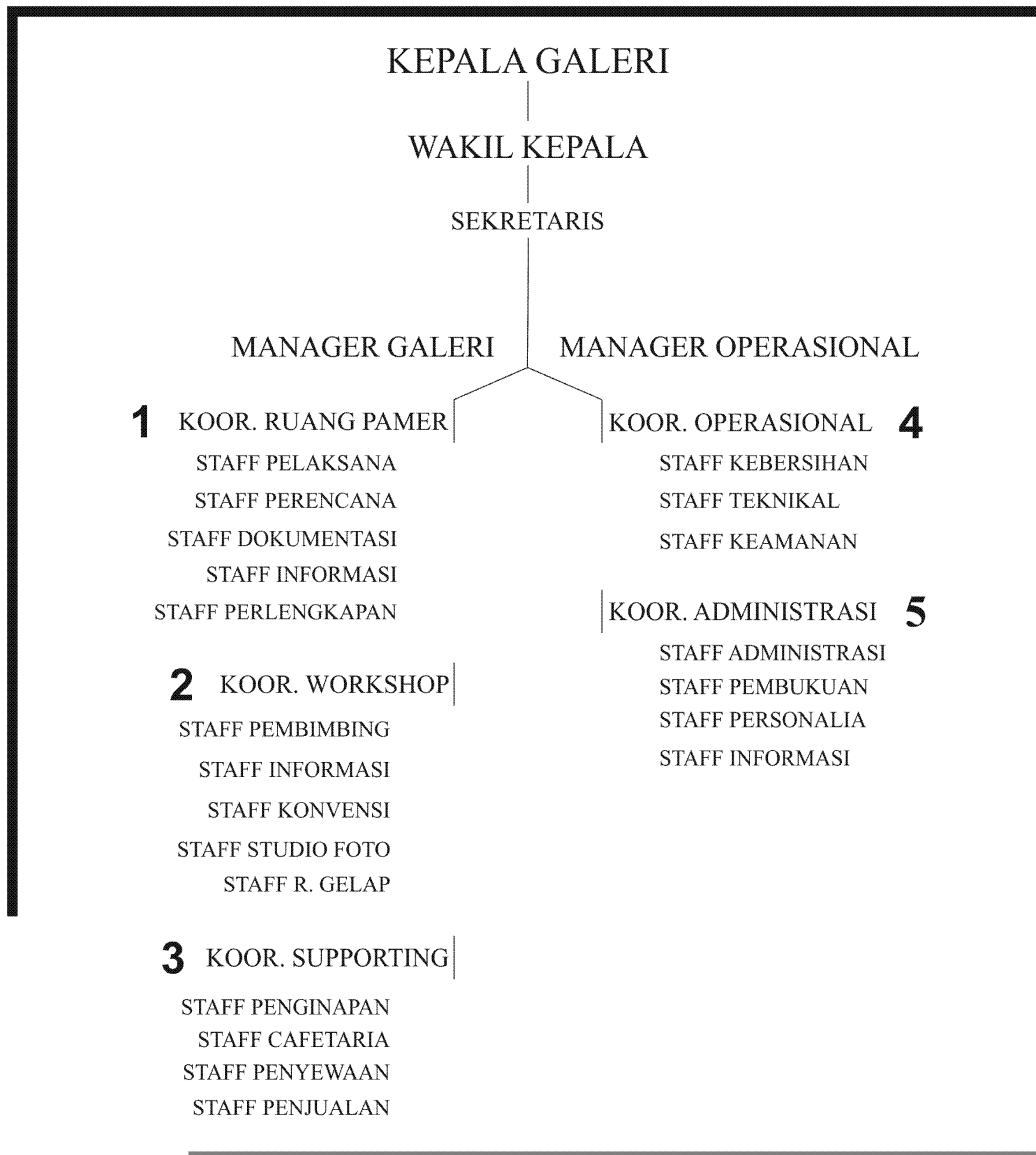 KEPALA GALERI
WAKIL KEPALA
SEKRETARIS
MANAGER GALERI
MANAGER OPERASIONAL
1 KOOR. RUANG PAMER
STAFF PELAKSANA
STAFF PERENCANA
STAFF DOKUMENTASI
STAFF INFORMASI
STAFF PERLENGKAPAN
2 KOOR. WORKSHOP
STAFF PEMBIMBING
STAFF INFORMASI
STAFF KONVENSI
STAFF STUDIO FOTO
STAFF R. GELAP
3 KOOR. SUPPORTING
STAFF PENGINAPAN
STAFF CAFETARIA
STAFF PENYEWAAN
STAFF PENJUALAN
KOOR. OPERASIONAL 4
STAFF KEBERSIHAN
STAFF TEKNIKAL
STAFF KEAMANAN
KOOR. ADMINISTRASI 5
STAFF ADMINISTRASI
STAFF PEMBUKUAN
STAFF PERSONALIA
STAFF INFORMASI